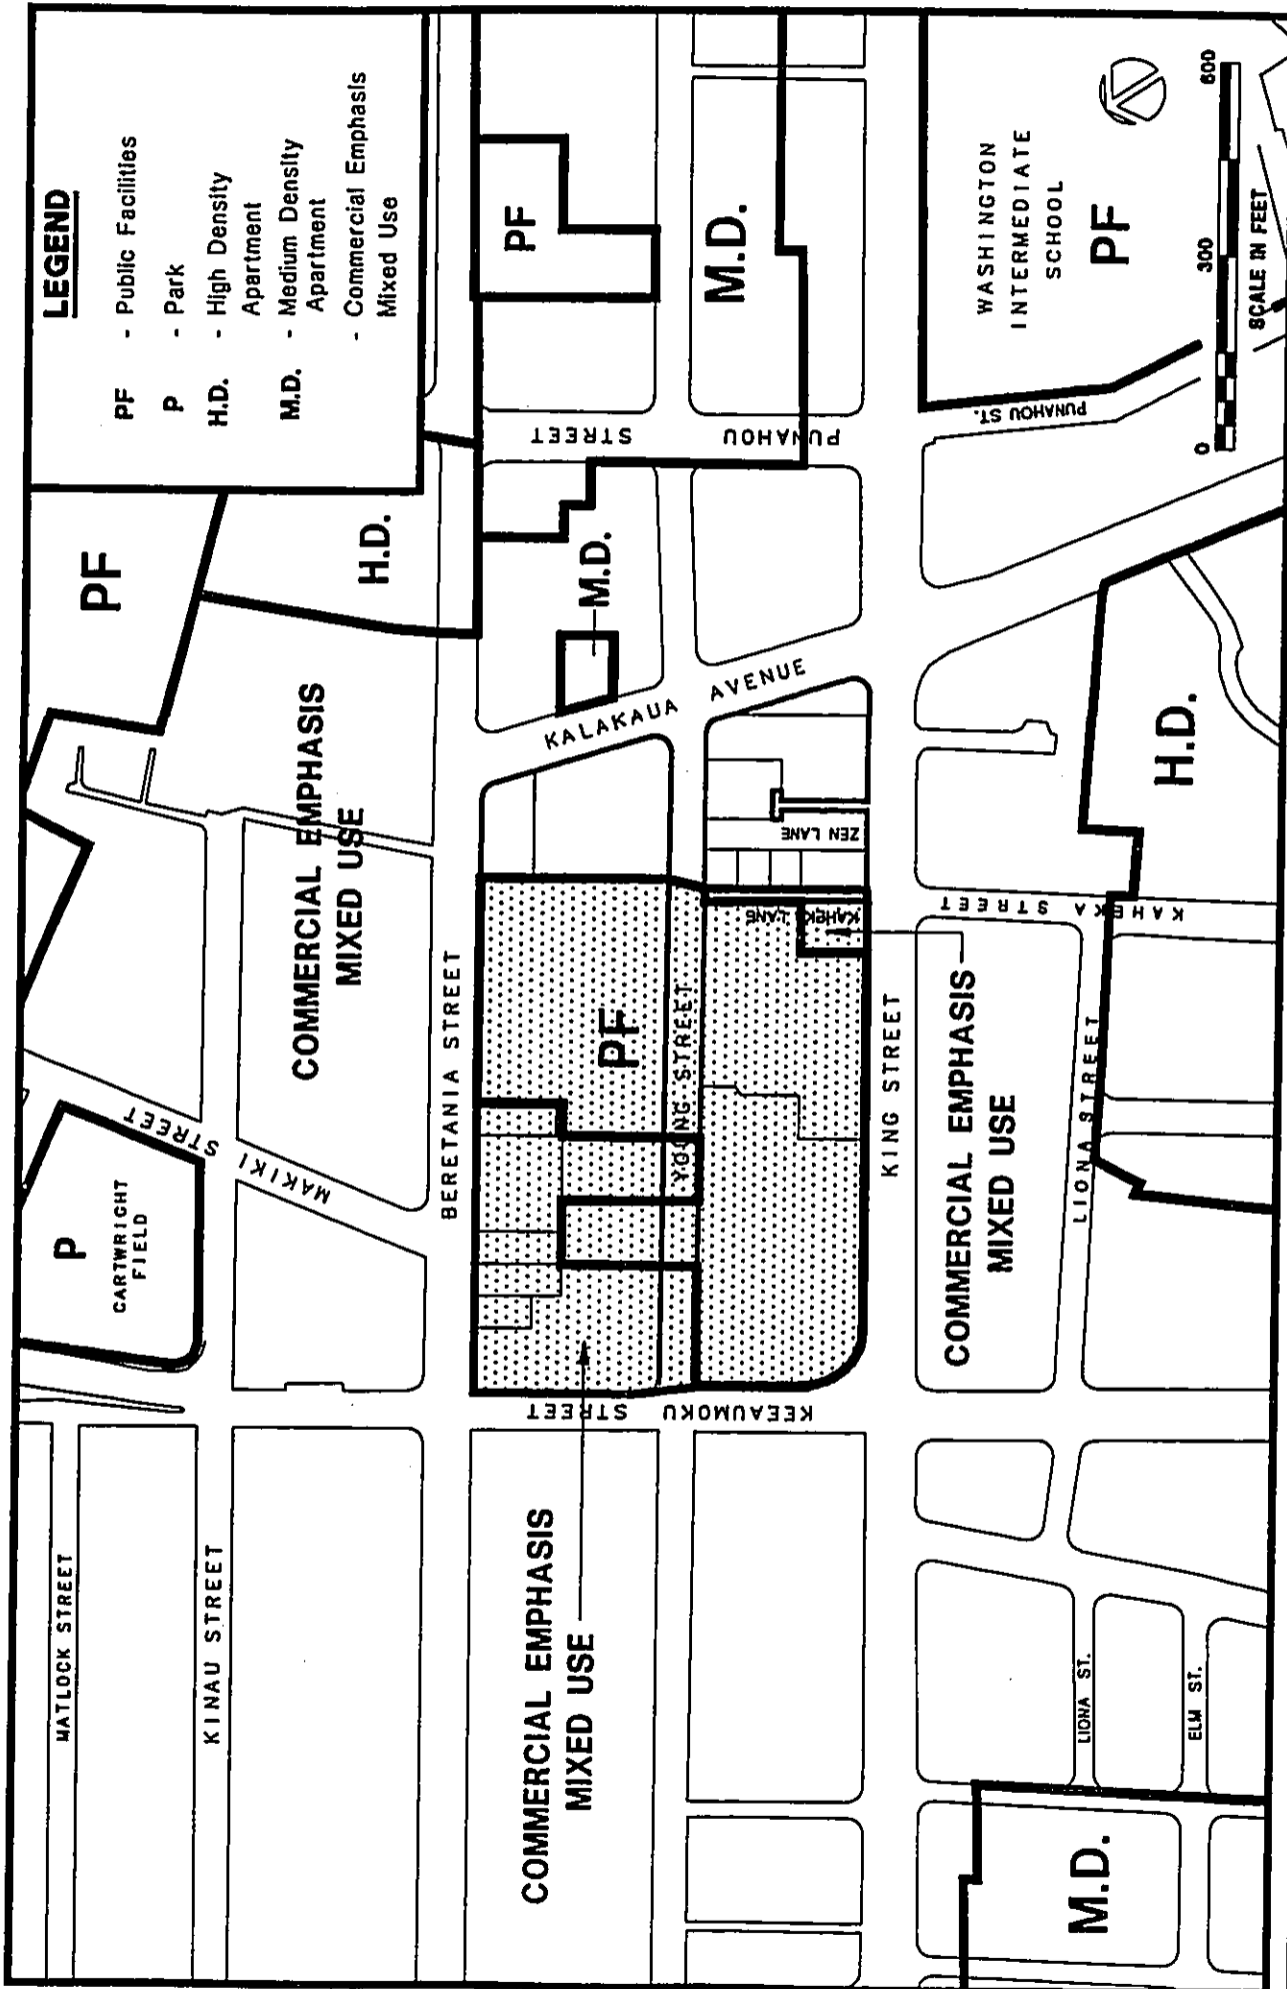 LEGEND
PF - Public Facilities
P - Park
H.D. - High Density
Apartment
M.D. - Medium Density
Apartment
- Commercial Emphasis
Mixed Use
MATLOCK STREET
KINAU STREET
P
CARTWRIGHT
FIELD
MAKIKI STREET
PF
H.D.
COMMERCIAL EMPHASIS
MIXED USE
BERETANIA STREET
COMMERCIAL EMPHASIS
MIXED USE
KEEAUMOKU STREET
PF
YOUNG STREET
KALAKAUA AVENUE
M.D.
PUNAHOU STREET
PF
M.D.
KAHEKA LANE
ZEN LANE
KING STREET
COMMERCIAL EMPHASIS
MIXED USE
KAHEKA STREET
LIONA STREET
LIONA ST.
ELM ST.
M.D.
H.D.
PUNAHOU ST.
WASHINGTON
INTERMEDIATE
SCHOOL
PF
0 300 600
SCALE IN FEET